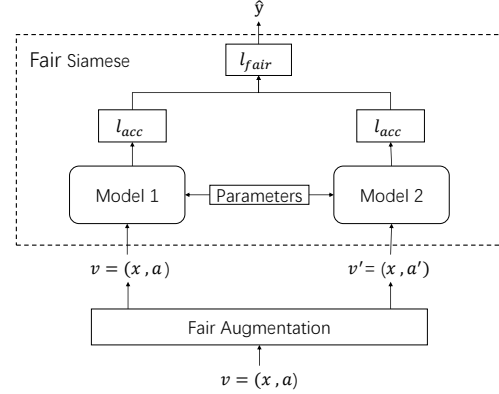 ŷ
Fair Siamese
l_fair
l_acc
l_acc
Model 1
Parameters
Model 2
v = (x , a)
v′ = (x , a′)
Fair Augmentation
v = (x , a)